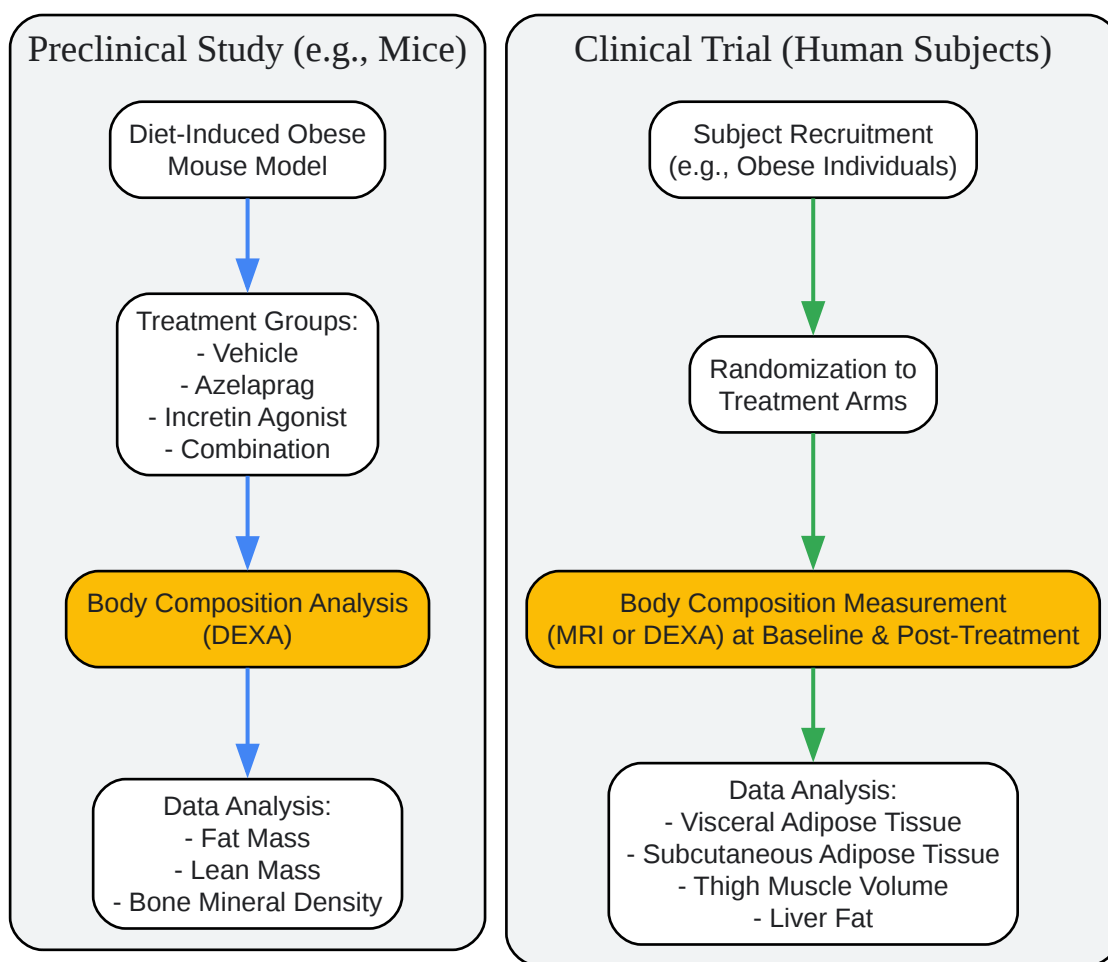 Preclinical Study (e.g., Mice)
Diet-Induced Obese
Mouse Model
Treatment Groups:
- Vehicle
- Azelaprag
- Incretin Agonist
- Combination
Body Composition Analysis
(DEXA)
Data Analysis:
- Fat Mass
- Lean Mass
- Bone Mineral Density
Clinical Trial (Human Subjects)
Subject Recruitment
(e.g., Obese Individuals)
Randomization to
Treatment Arms
Body Composition Measurement
(MRI or DEXA) at Baseline & Post-Treatment
Data Analysis:
- Visceral Adipose Tissue
- Subcutaneous Adipose Tissue
- Thigh Muscle Volume
- Liver Fat